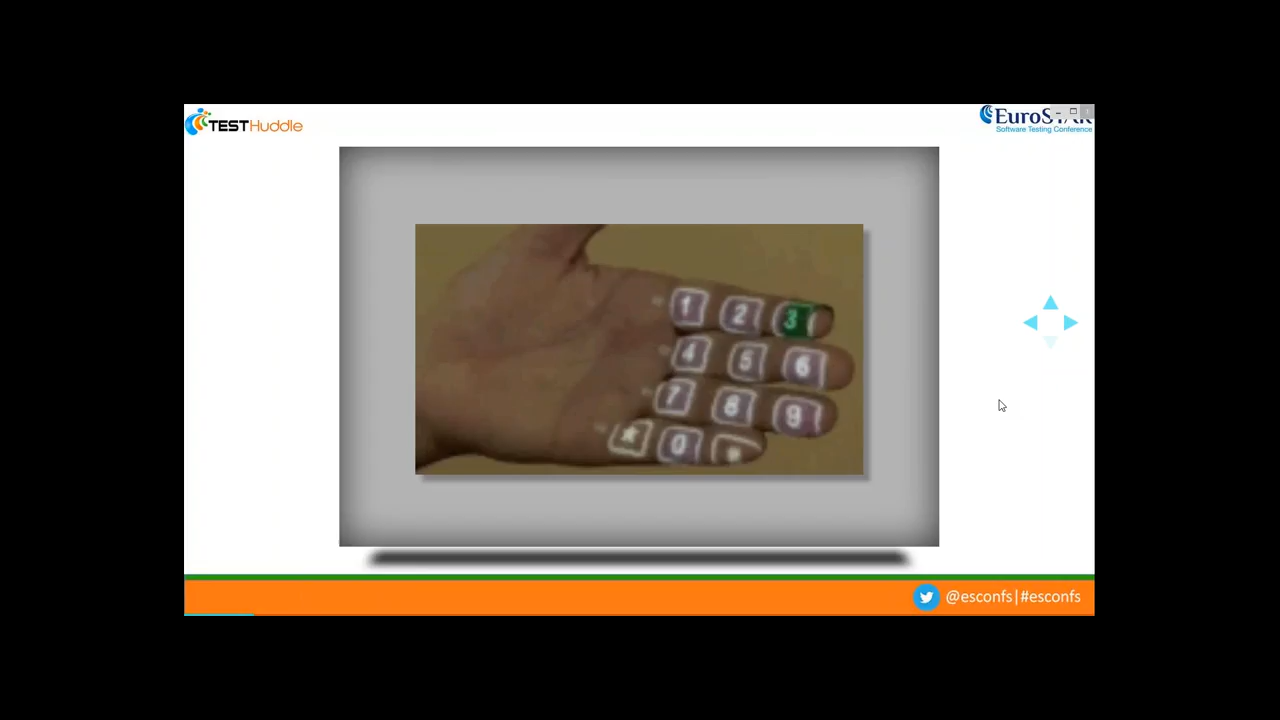 TESTHuddle
EuroSTAR
Software Testing Conference
1 2 3
4 5 6
7 8 9
* 0 #
@esconfs|#esconfs